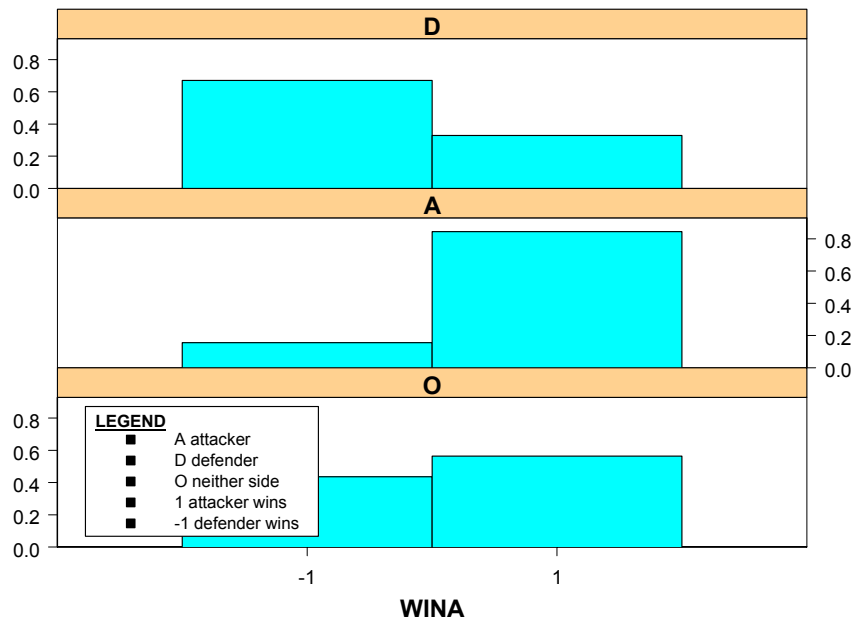 D
0.8
0.6
0.4
0.2
0.0
A
0.8
0.6
0.4
0.2
0.0
O
0.8
0.6
0.4
0.2
0.0
LEGEND
■ A attacker
■ D defender
■ O neither side
■ 1 attacker wins
■ -1 defender wins
-1 1
WINA